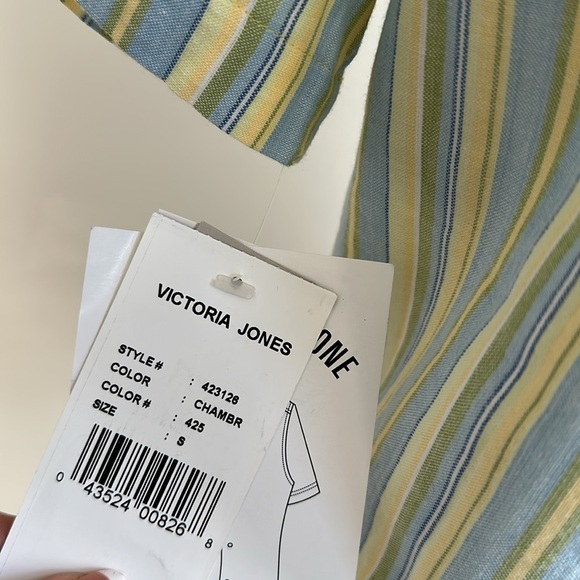 VICTORIA JONES
STYLE # : 423126
COLOR : CHAMBR
COLOR # : 425
SIZE : S
0 43524 00826 8
ONE